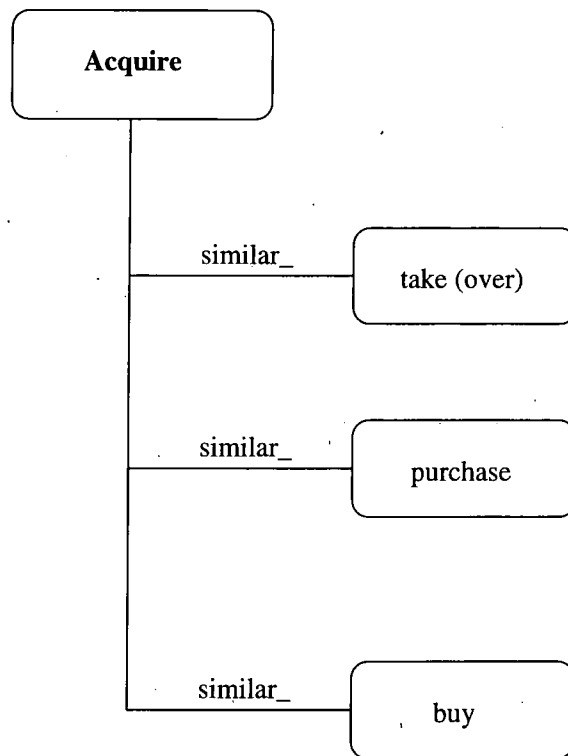 Acquire
similar_
take (over)
similar_
purchase
similar_
buy